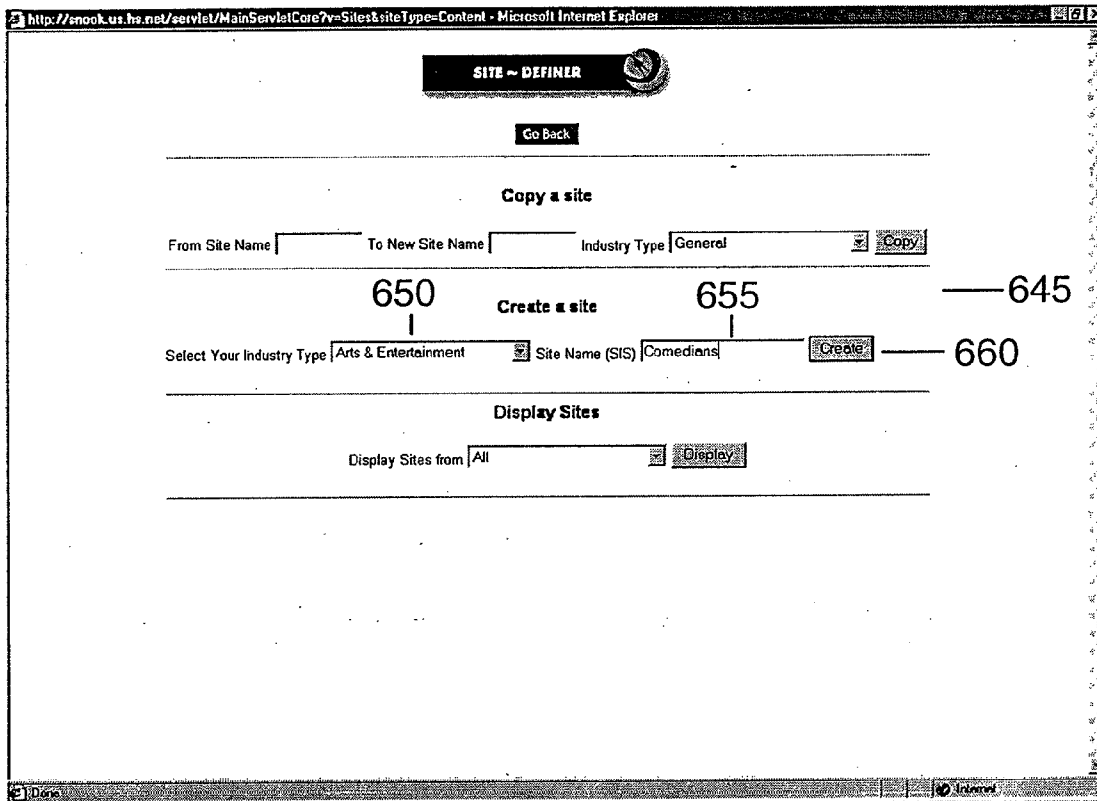 http://snook.us.hs.net/servlet/MainServletCore?v=Sites&siteType=Content - Microsoft Internet Explorer
SITE ~ DEFINER
Go Back
Copy a site
From Site Name To New Site Name Industry Type General Copy
645
650 655
Create a site
Select Your Industry Type Arts & Entertainment Site Name (SIS) Comedians Create 660
Display Sites
Display Sites from All Display
Done Internet